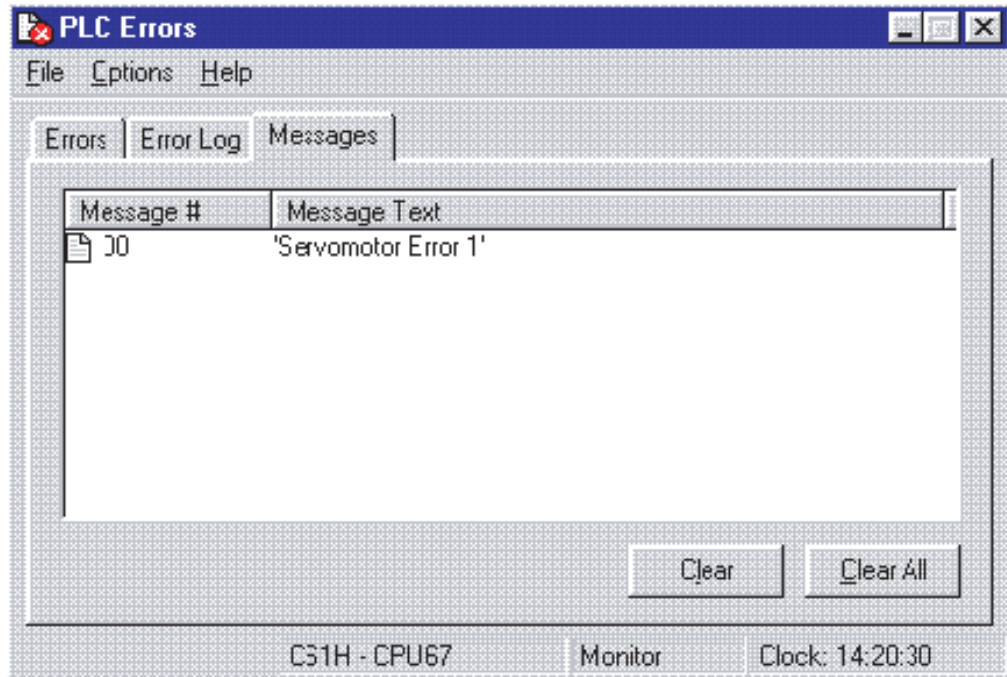 PLC Errors
File Options Help
Errors Error Log Messages
Message # Message Text
00 'Servomotor Error 1'
Clear Clear All
CS1H - CPU67 Monitor Clock: 14:20:30